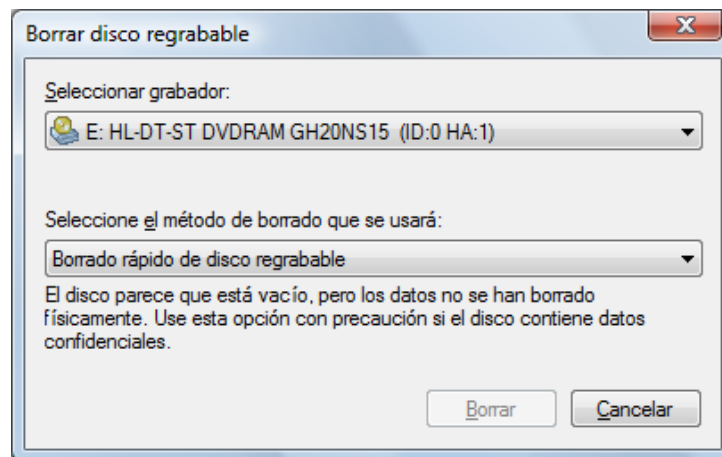 Borrar disco regrabable
Seleccionar grabador:
E: HL-DT-ST DVDRAM GH20NS15 (ID:0 HA:1)
Seleccione el método de borrado que se usará:
Borrado rápido de disco regrabable
El disco parece que está vacío, pero los datos no se han borrado
físicamente. Use esta opción con precaución si el disco contiene datos
confidenciales.
Borrar Cancelar